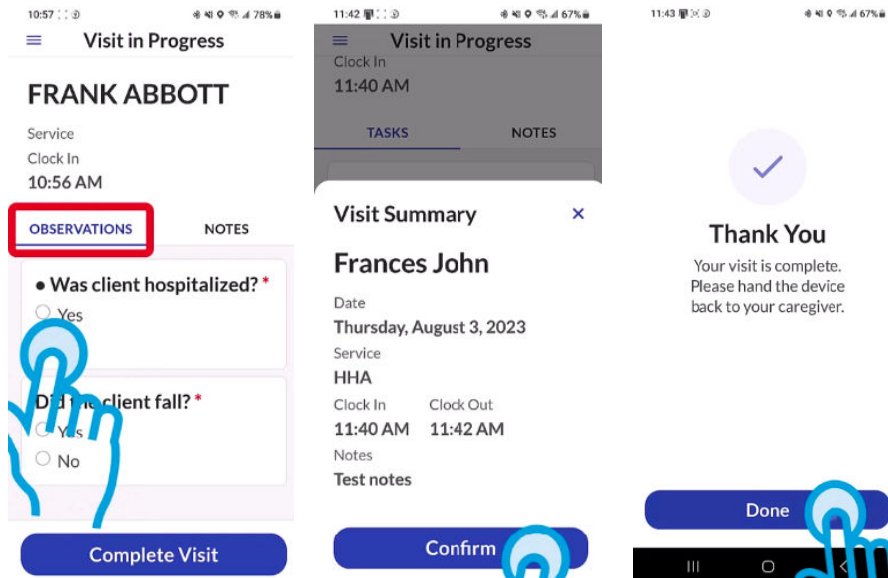 10:57
78%
Visit in Progress
FRANK ABBOTT
Service
Clock In
10:56 AM
OBSERVATIONS NOTES
• Was client hospitalized? *
Yes
Did the client fall? *
Yes
No
Complete Visit
11:42
67%
Visit in Progress
Clock In
11:40 AM
TASKS NOTES
Visit Summary ×
Frances John
Date
Thursday, August 3, 2023
Service
HHA
Clock In Clock Out
11:40 AM 11:42 AM
Notes
Test notes
Confirm
11:43
67%
Thank You
Your visit is complete.
Please hand the device
back to your caregiver.
Done